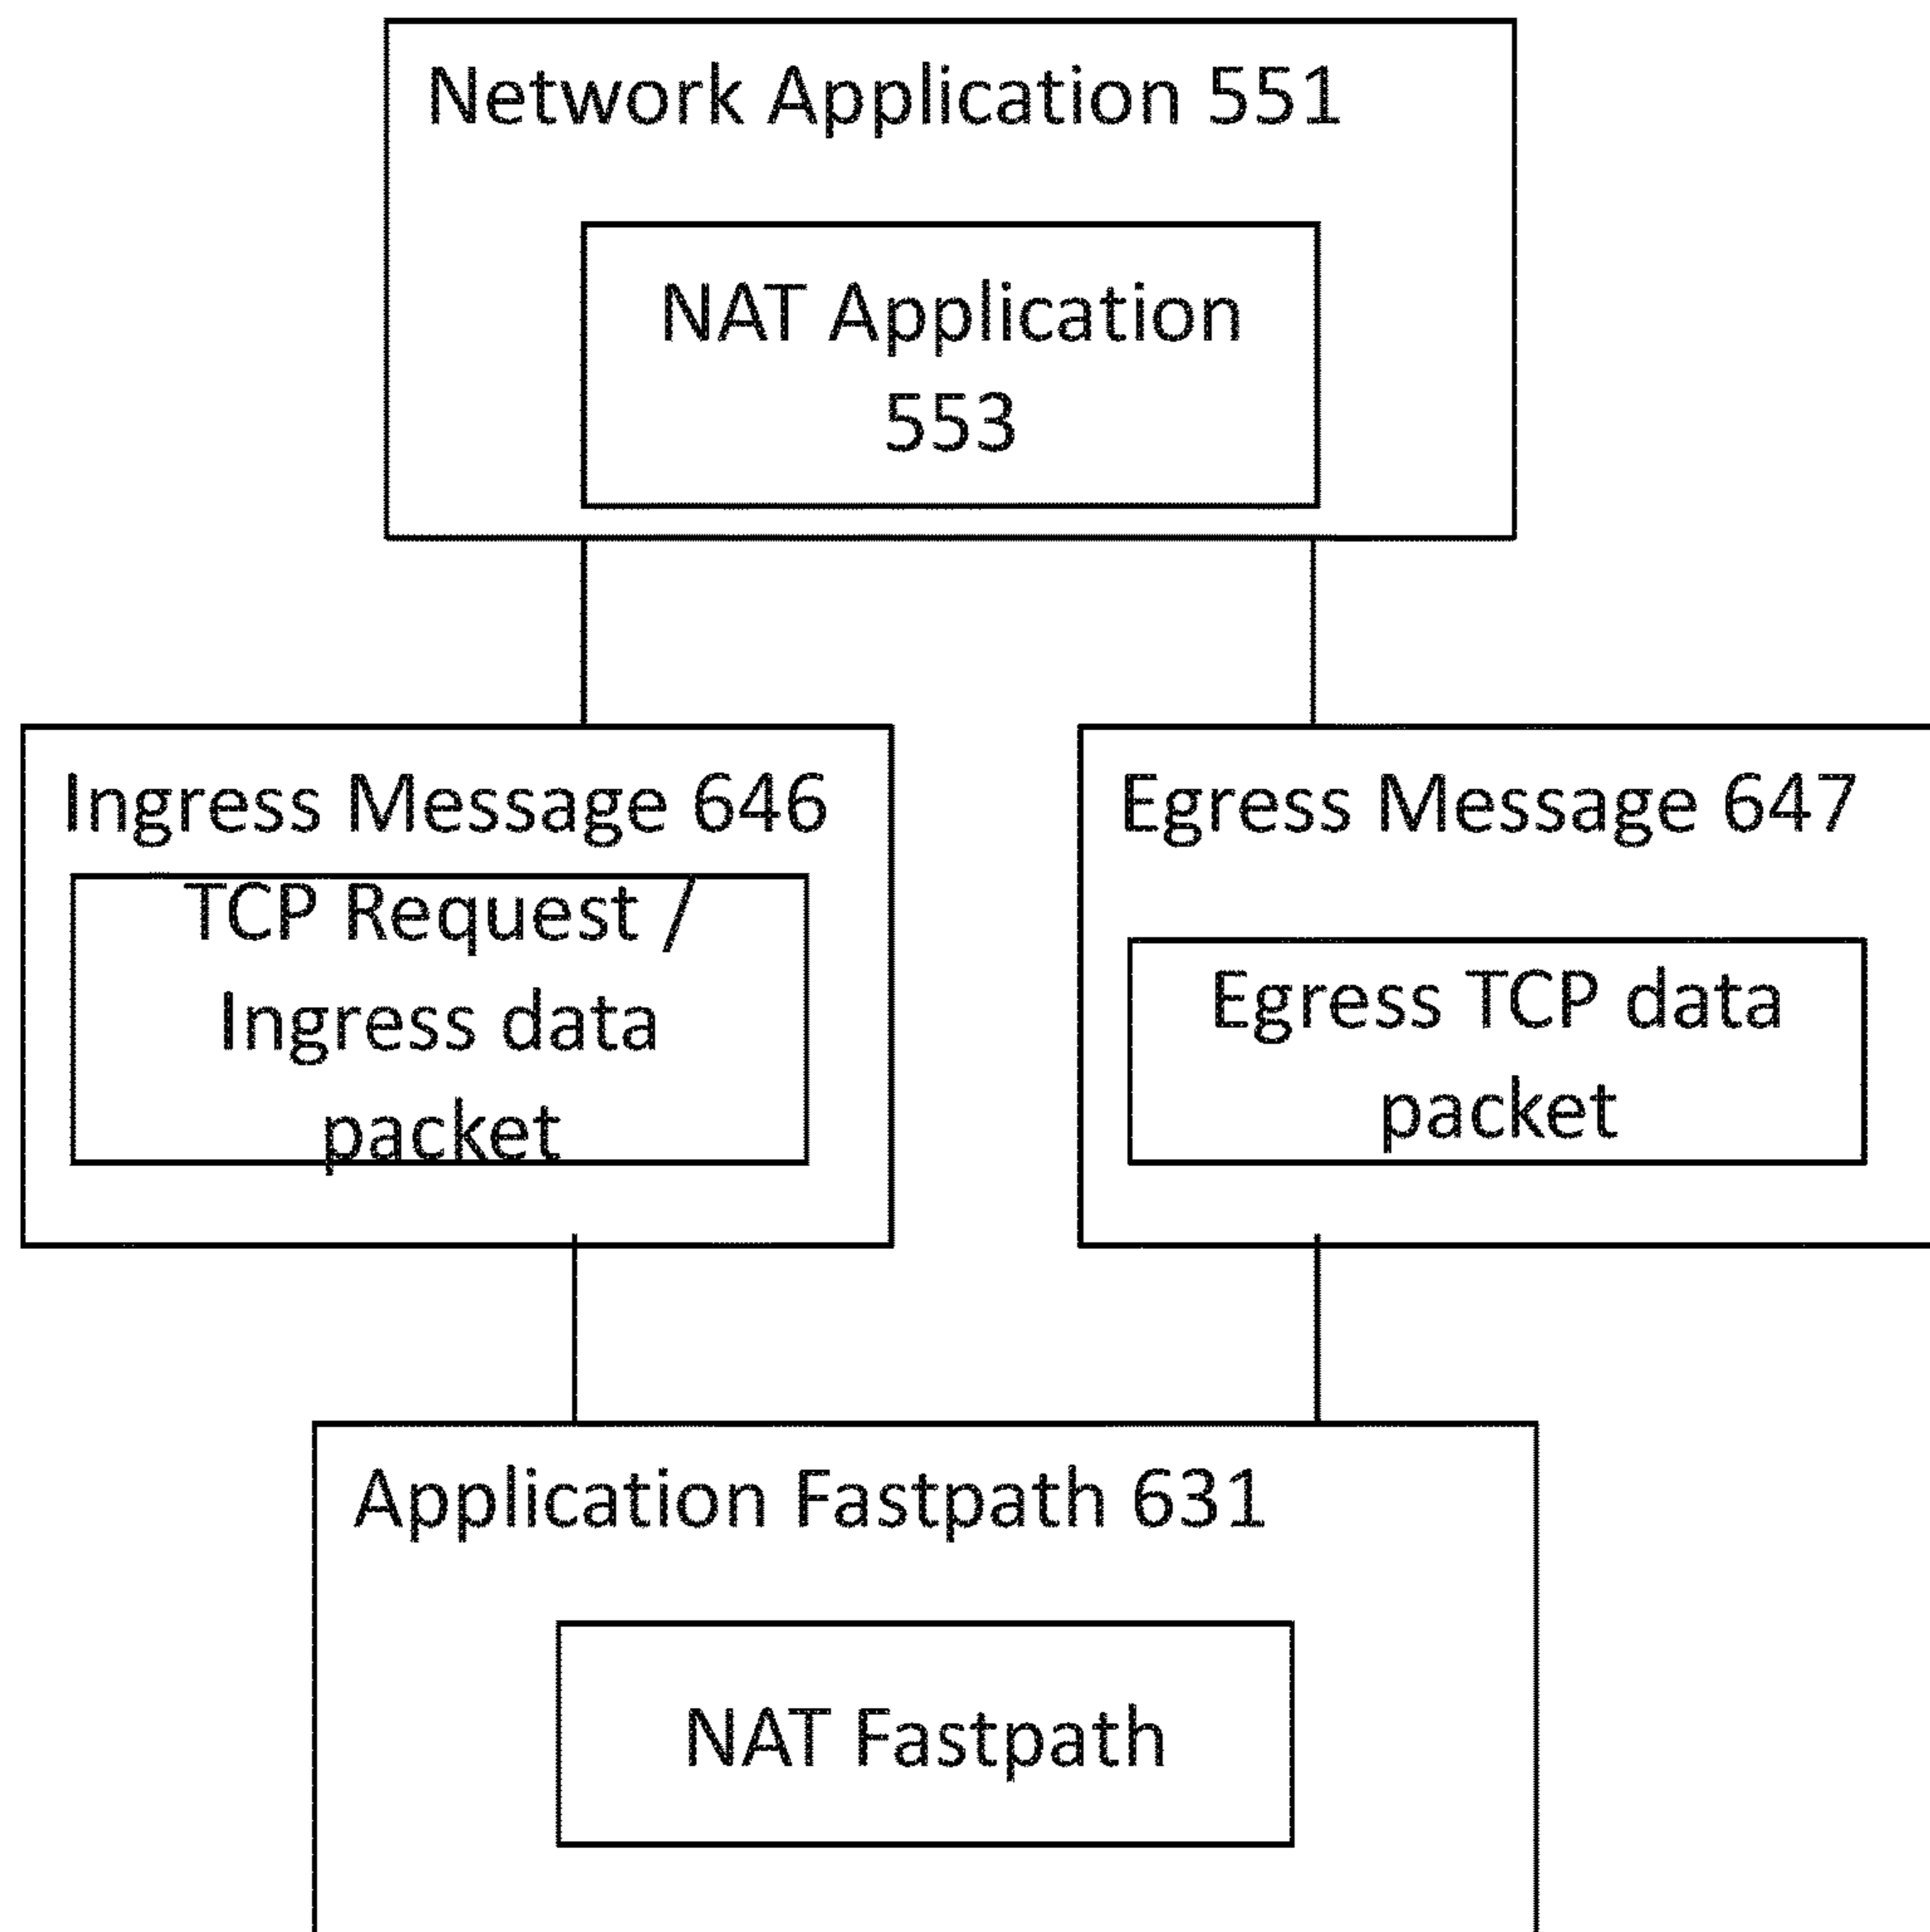 Network Application 551
NAT Application
553
Ingress Message 646
TCP Request /
Ingress data
packet
Egress Message 647
Egress TCP data
packet
Application Fastpath 631
NAT Fastpath